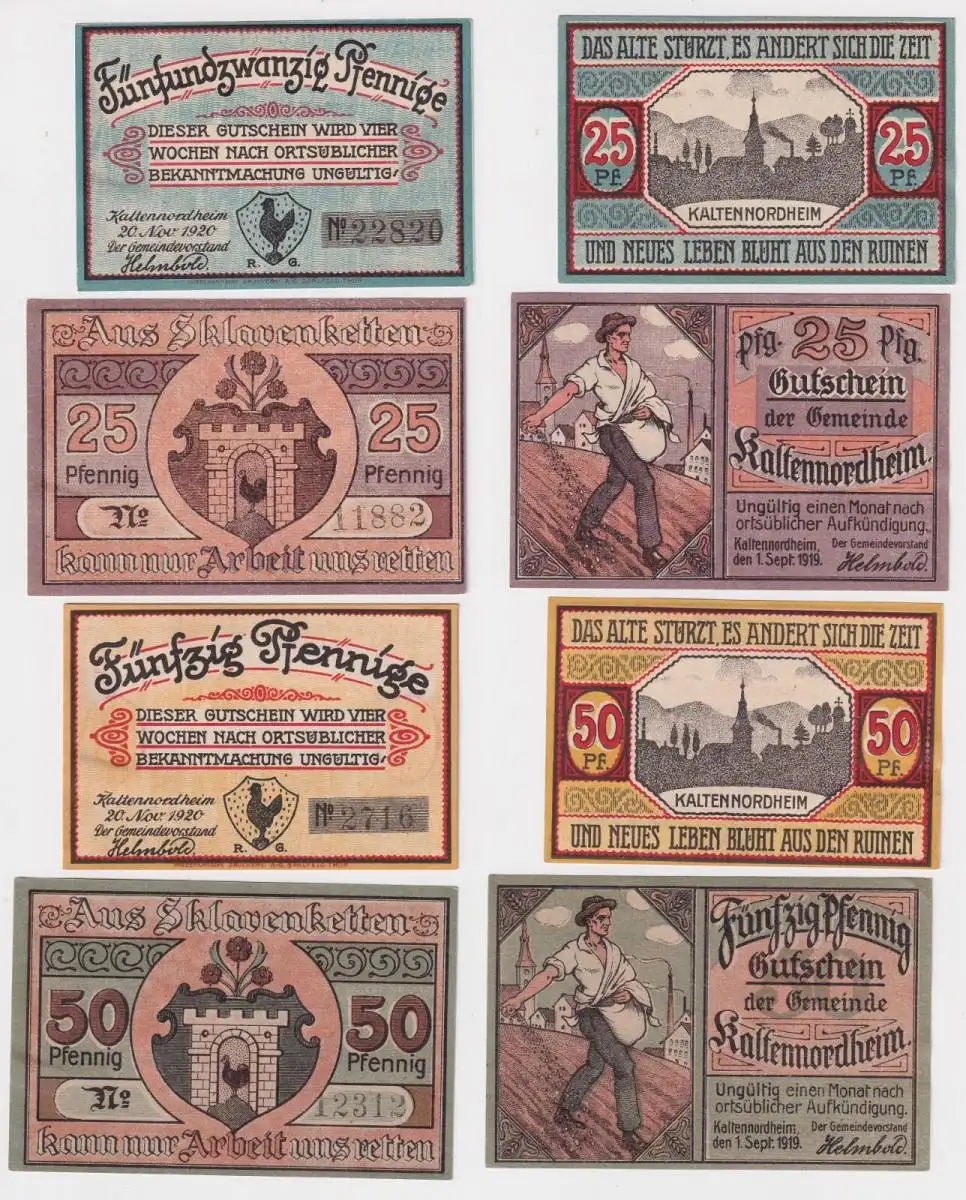 Fünfundzwanzig Pfennige
DIESER GUTSCHEIN WIRD VIER
WOCHEN NACH ORTSÜBLICHER
BEKANNTMACHUNG UNGÜLTIG
Kaltennordheim
20. Nov. 1920
Der Gemeindevorstand
Helmbold.
R. G.
No 22820
DAS ALTE STÜRZT, ES ÄNDERT SICH DIE ZEIT
25 Pf.
25 Pf.
KALTENNORDHEIM
UND NEUES LEBEN BLÜHT AUS DEN RUINEN
Aus Sklavenketten
25 25
Pfennig Pfennig
No 11882
kann nur Arbeit uns retten
Pfg. 25 Pfg.
Gutschein
der Gemeinde
Kaltennordheim.
Ungültig einen Monat nach
ortsüblicher Aufkündigung.
Kaltennordheim, Der Gemeindevorstand
den 1. Sept. 1919. Helmbold.
Fünfzig Pfennige
DIESER GUTSCHEIN WIRD VIER
WOCHEN NACH ORTSÜBLICHER
BEKANNTMACHUNG UNGÜLTIG
Kaltennordheim
20. Nov. 1920
Der Gemeindevorstand
Helmbold.
R. G.
No 2716
DAS ALTE STÜRZT, ES ÄNDERT SICH DIE ZEIT
50 Pf.
50 Pf.
KALTENNORDHEIM
UND NEUES LEBEN BLÜHT AUS DEN RUINEN
Aus Sklavenketten
50 50
Pfennig Pfennig
No 12312
kann nur Arbeit uns retten
Fünfzig Pfennig
50
Gutschein
der Gemeinde
Kaltennordheim.
Ungültig einen Monat nach
ortsüblicher Aufkündigung.
Kaltennordheim, Der Gemeindevorstand
den 1. Sept. 1919. Helmbold.